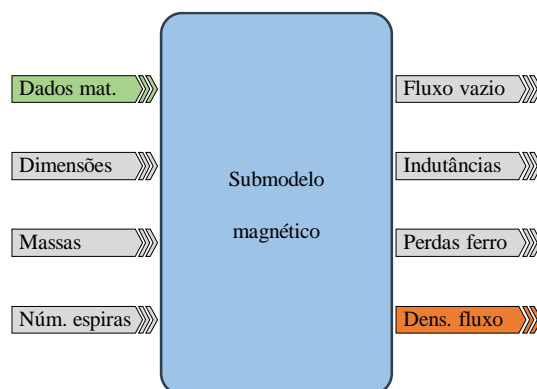 Dados mat.
Dimensões
Massas
Núm. espiras
Submodelo
magnético
Fluxo vazio
Indutâncias
Perdas ferro
Dens. fluxo